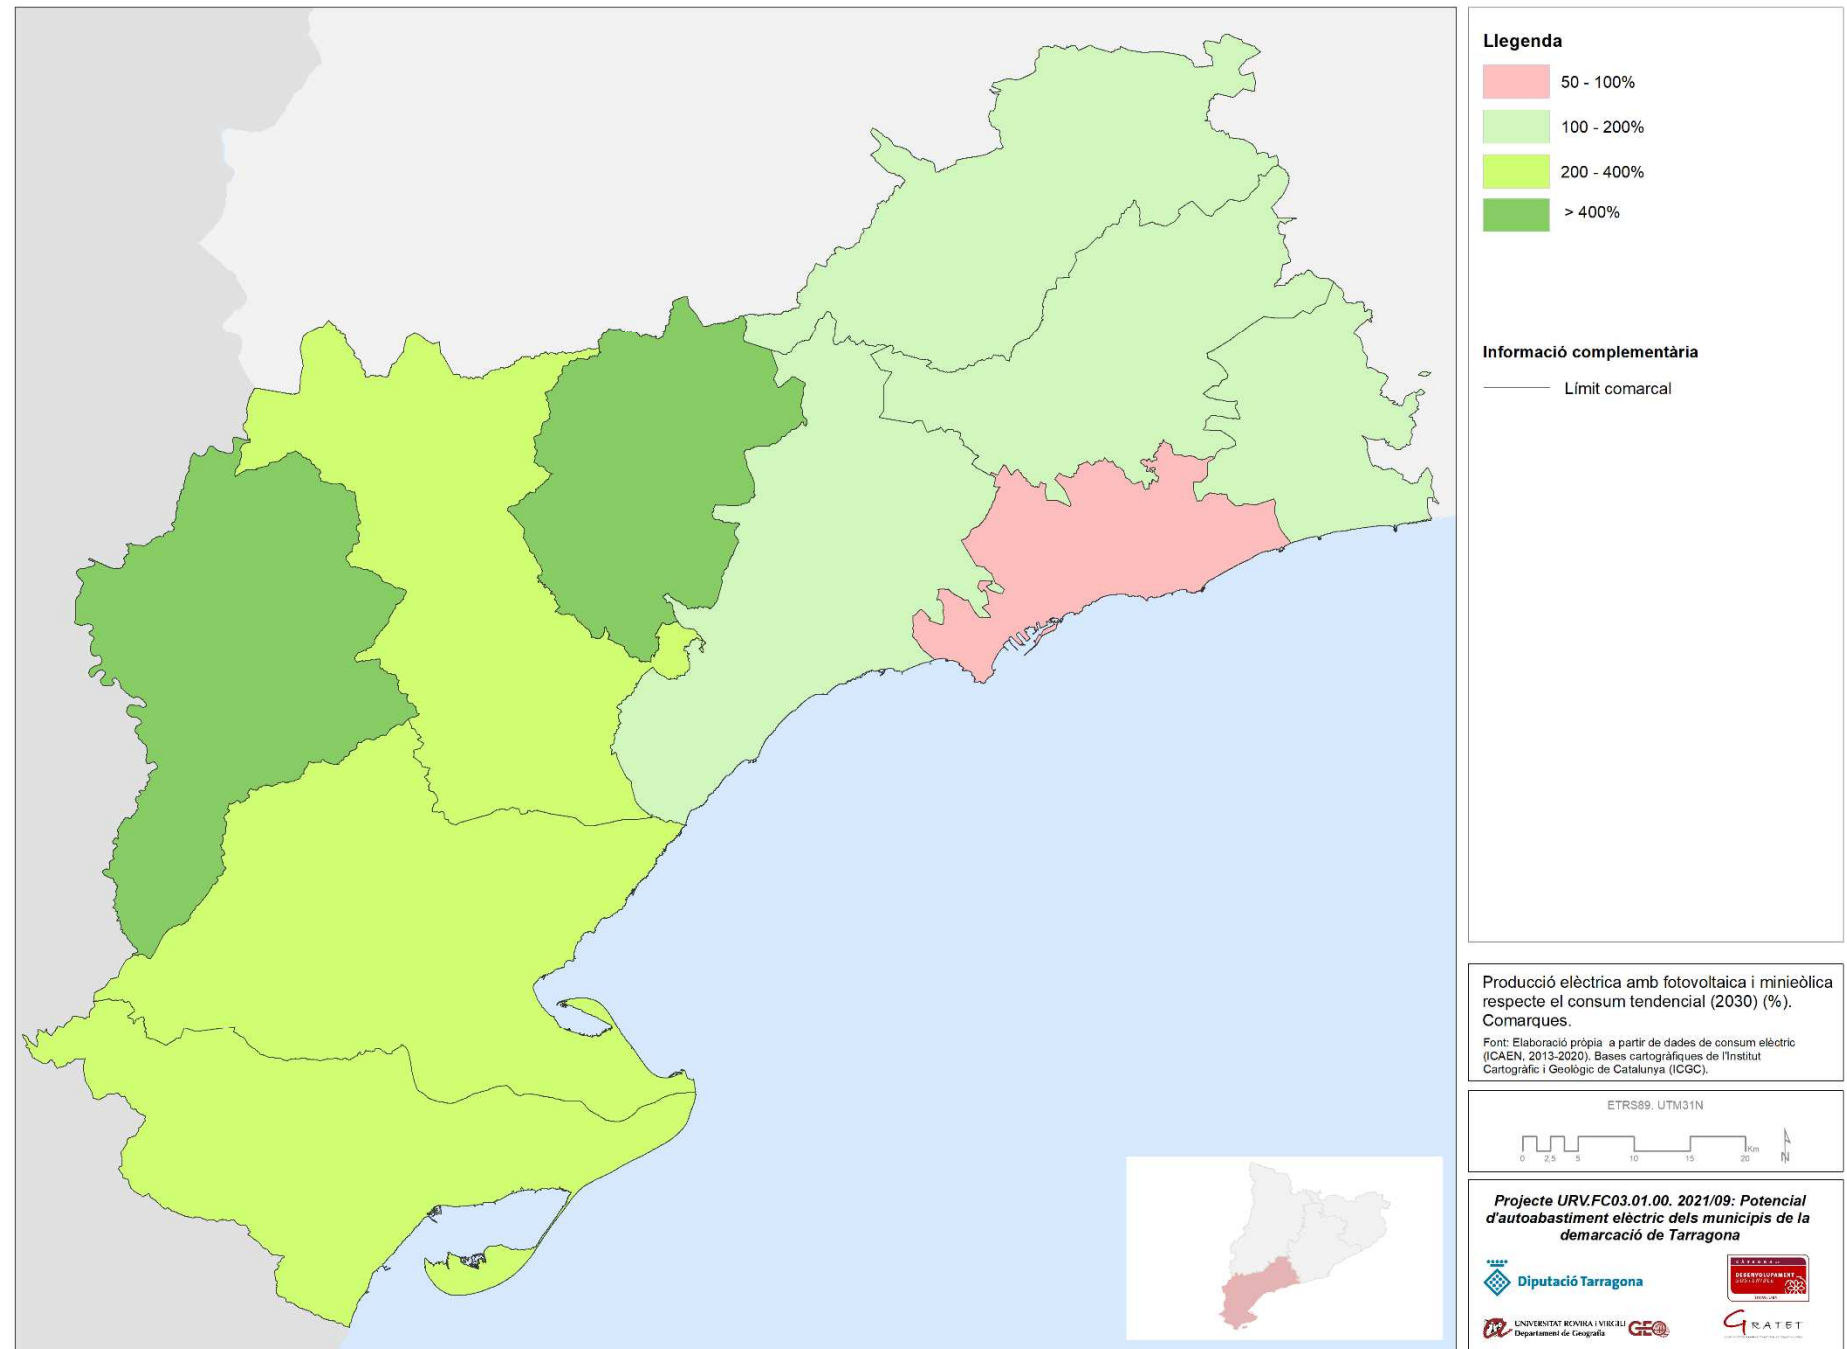 Llegenda
50 - 100%
100 - 200%
200 - 400%
> 400%
Informació complementària
Límit comarcal
Producció elèctrica amb fotovoltaica i minieòlica
respecte el consum tendencial (2030) (%).
Comarques.
Font: Elaboració pròpia a partir de dades de consum elèctric
(ICAEN, 2013-2020). Bases cartogràfiques de l'Institut
Cartogràfic i Geològic de Catalunya (ICGC).
ETRS89. UTM31N
0 2,5 5 10 15 20 Km
N
Projecte URV.FC03.01.00. 2021/09: Potencial
d'autoabastiment elèctric dels municipis de la
demarcació de Tarragona
Diputació Tarragona
CÀTEDRA
DESENVOLUPAMENT
UNIVERSITAT ROVIRA I VIRGILI
Departament de Geografia
GEO
GRATET